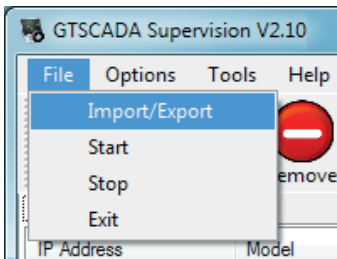 GTSCADA Supervision V2.10
File Options Tools Help
Import/Export
Start
Stop
Exit
emove
IP Address Model